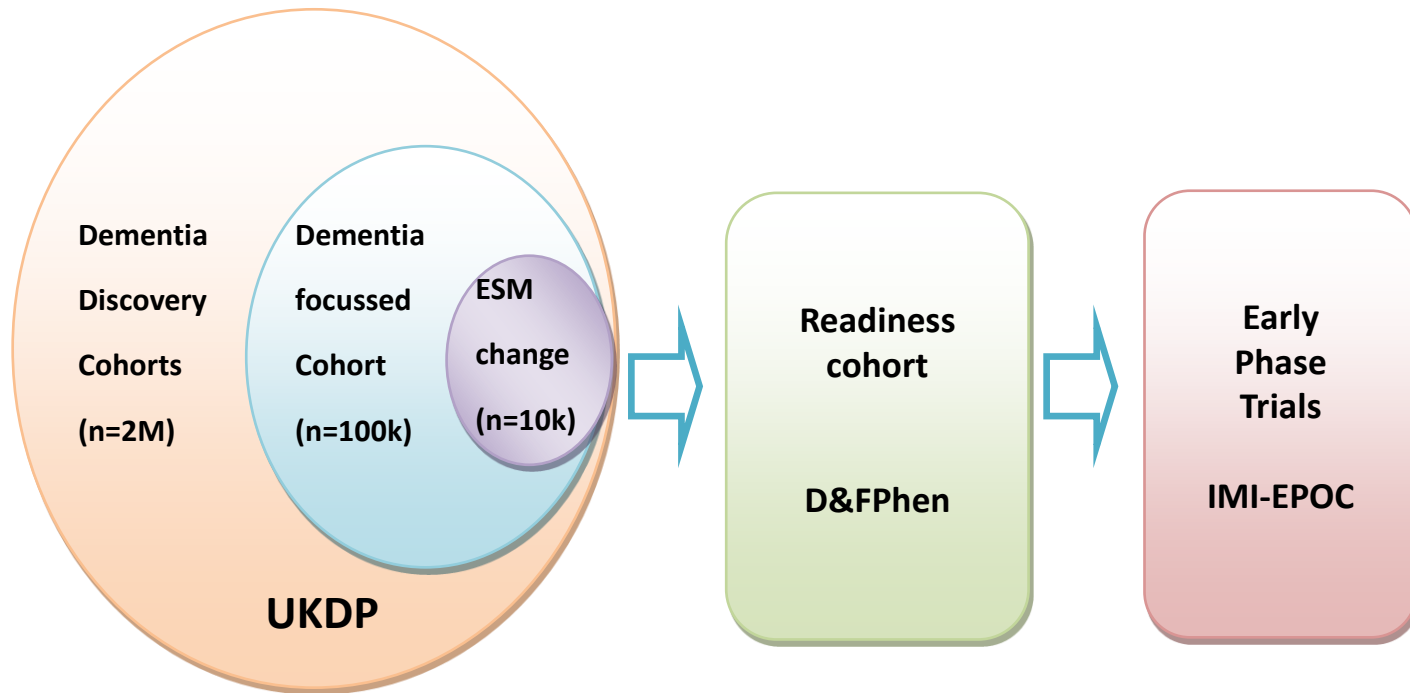 Dementia
Discovery
Cohorts
(n=2M)
Dementia
focussed
Cohort
(n=100k)
ESM
change
(n=10k)
UKDP
Readiness
cohort
D&FPhen
Early
Phase
Trials
IMI-EPOC